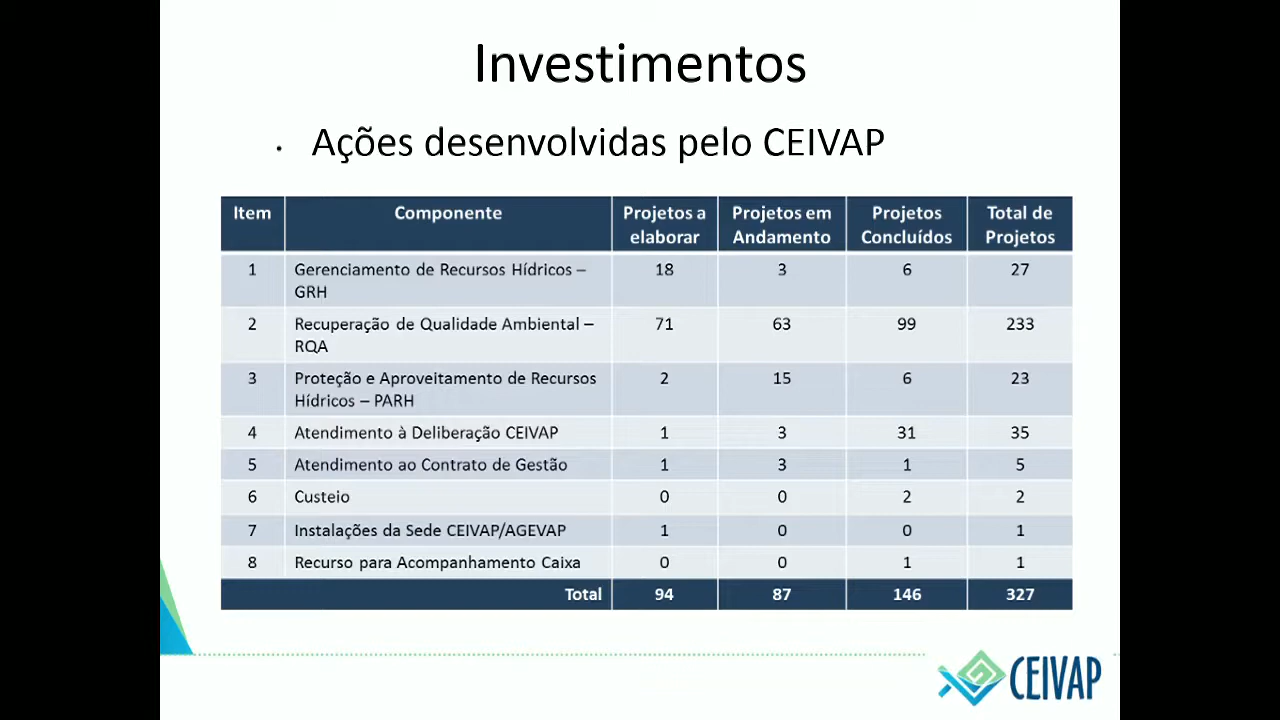 Investimentos
• Ações desenvolvidas pelo CEIVAP
Item Componente Projetos a elaborar Projetos em Andamento Projetos Concluídos Total de Projetos
1 Gerenciamento de Recursos Hídricos – GRH 18 3 6 27
2 Recuperação de Qualidade Ambiental – RQA 71 63 99 233
3 Proteção e Aproveitamento de Recursos Hídricos – PARH 2 15 6 23
4 Atendimento à Deliberação CEIVAP 1 3 31 35
5 Atendimento ao Contrato de Gestão 1 3 1 5
6 Custeio 0 0 2 2
7 Instalações da Sede CEIVAP/AGEVAP 1 0 0 1
8 Recurso para Acompanhamento Caixa 0 0 1 1
Total 94 87 146 327
CEIVAP